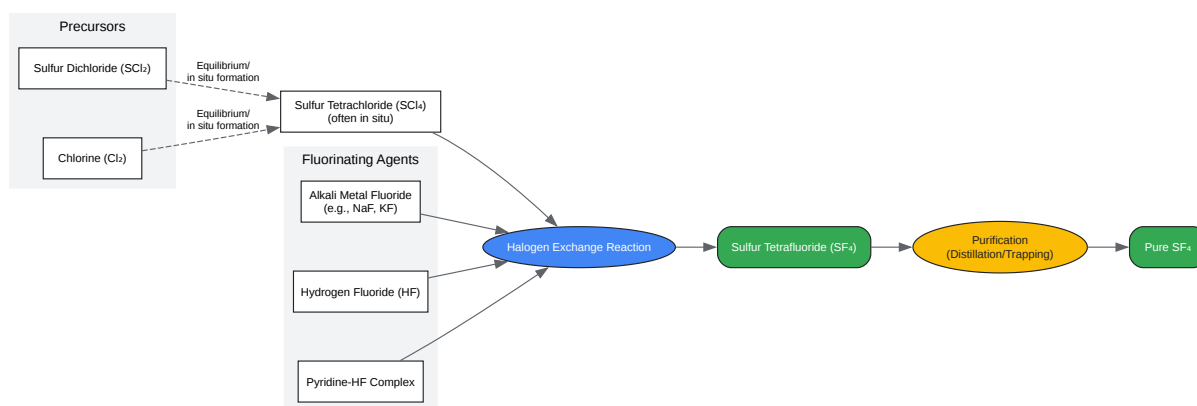 Precursors
Sulfur Dichloride (SCl₂)
Equilibrium/
in situ formation
Equilibrium/
in situ formation
Chlorine (Cl₂)
Sulfur Tetrachloride (SCl₄)
(often in situ)
Fluorinating Agents
Alkali Metal Fluoride
(e.g., NaF, KF)
Hydrogen Fluoride (HF)
Pyridine-HF Complex
Halogen Exchange Reaction
Sulfur Tetrafluoride (SF₄)
Purification
(Distillation/Trapping)
Pure SF₄